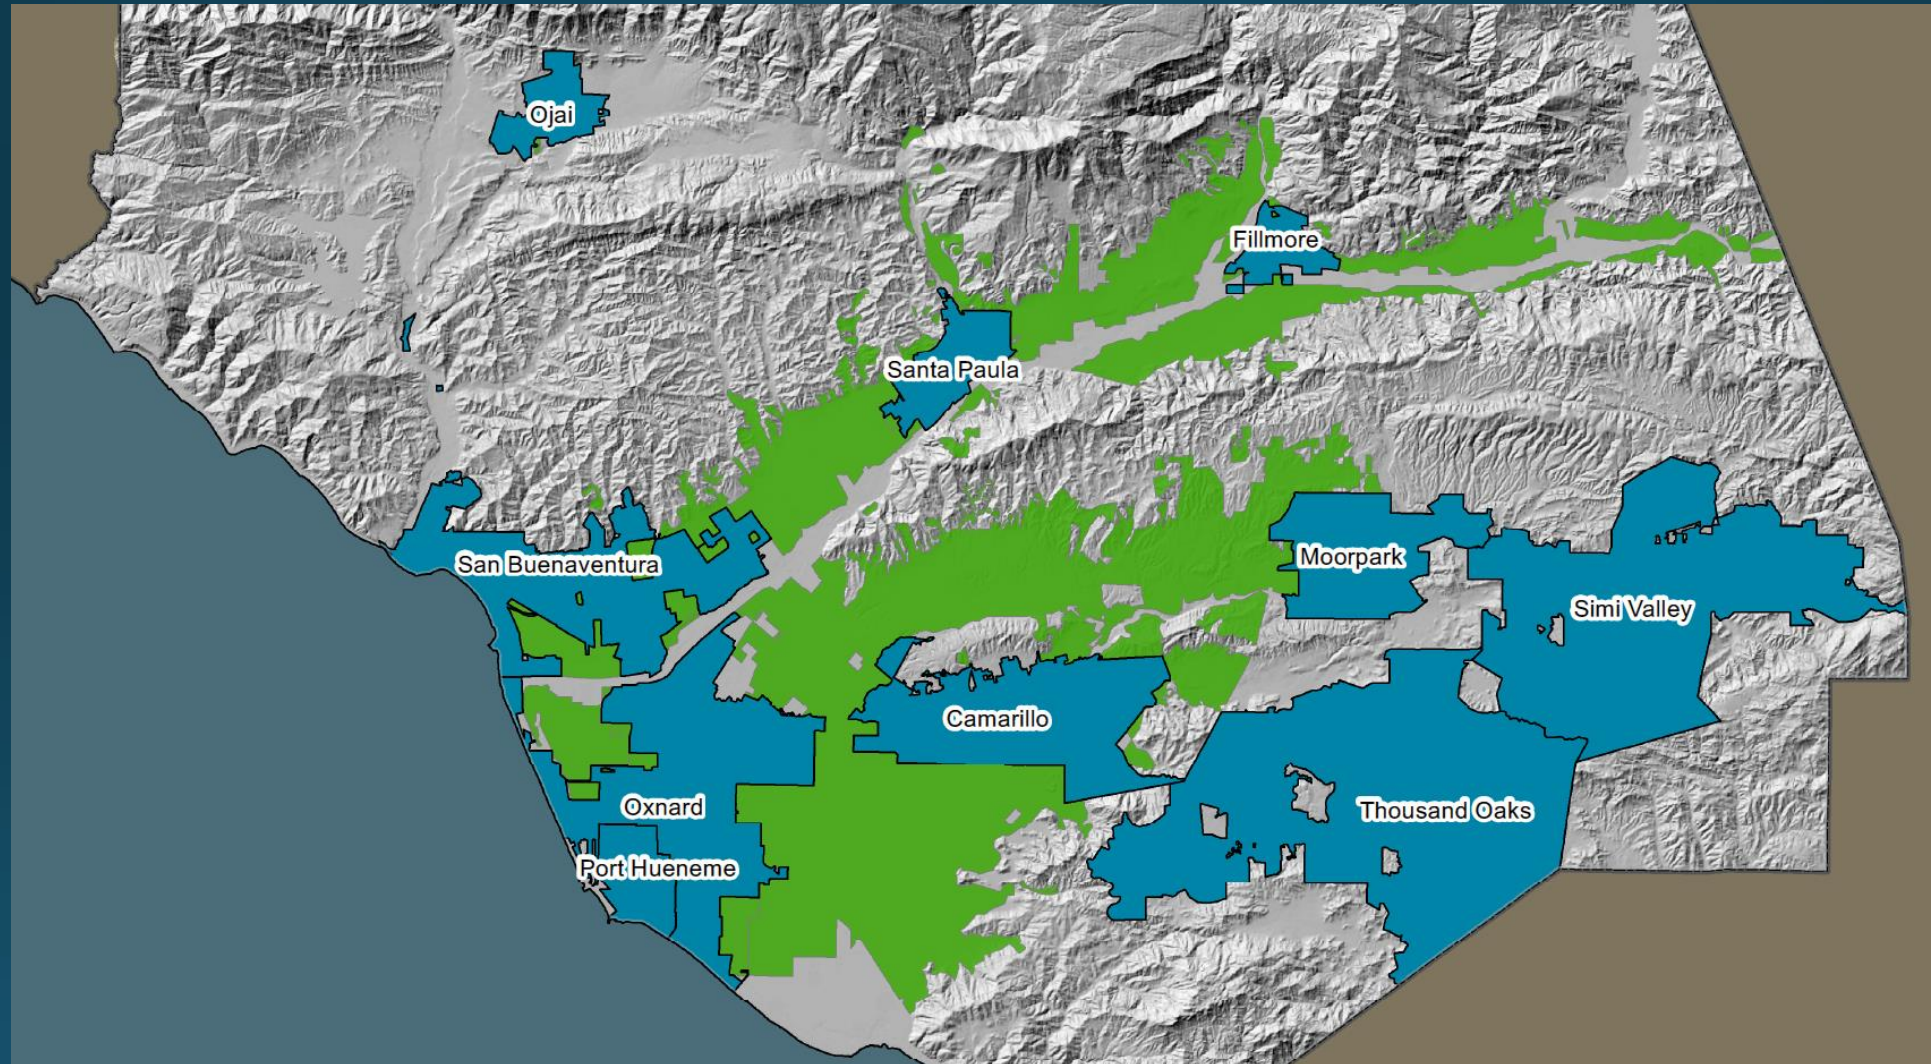 Ojai
Fillmore
Santa Paula
San Buenaventura
Moorpark
Simi Valley
Camarillo
Oxnard
Thousand Oaks
Port Hueneme